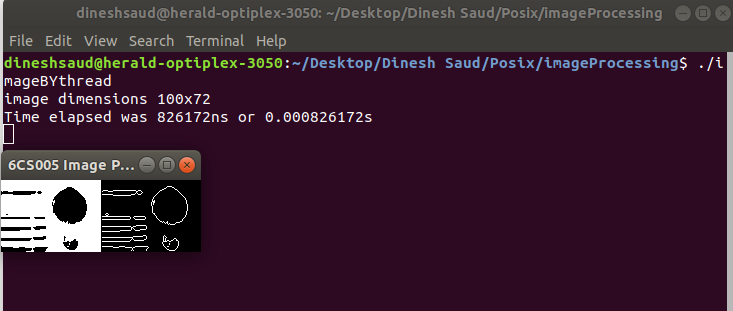 dineshsaud@herald-optiplex-3050: ~/Desktop/Dinesh Saud/Posix/imageProcessing
File Edit View Search Terminal Help
dineshsaud@herald-optiplex-3050:~/Desktop/Dinesh Saud/Posix/imageProcessing$ ./i
mageBYthread
image dimensions 100x72
Time elapsed was 826172ns or 0.000826172s
6CS005 Image P...